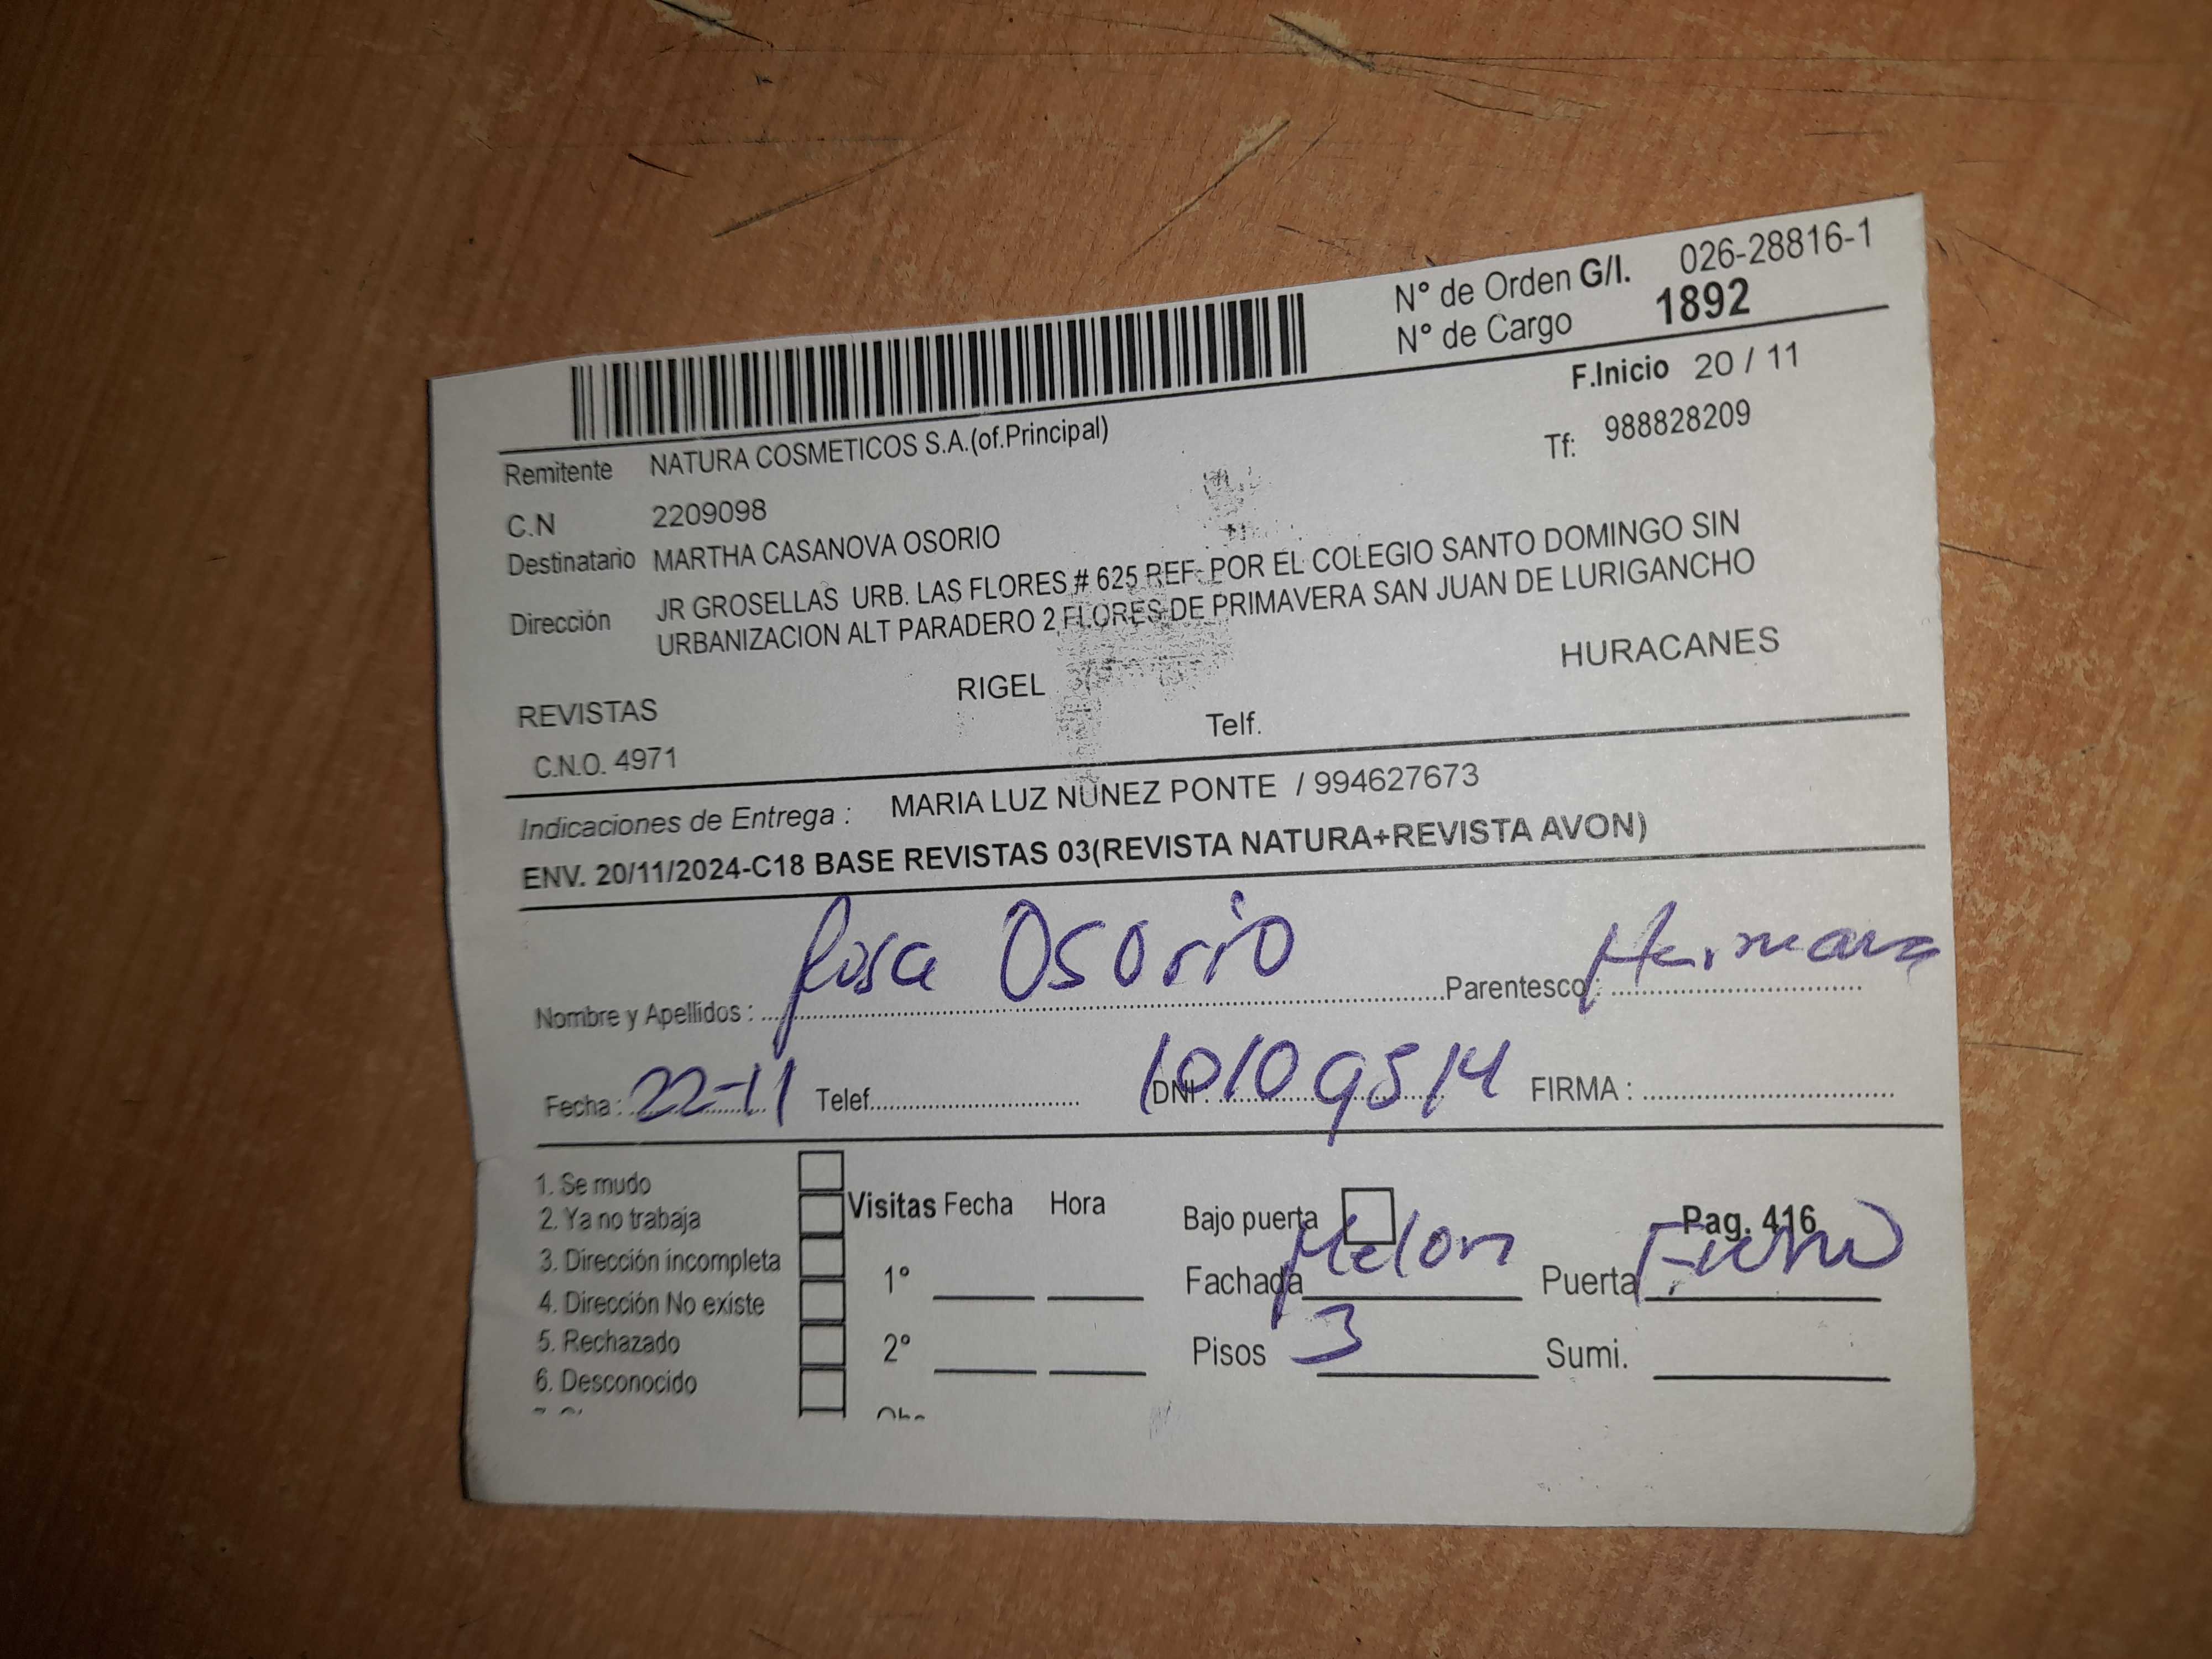 N° de Orden G/I. 026-28816-1
N° de Cargo 1892
F.Inicio 20 / 11
Remitente NATURA COSMETICOS S.A.(of.Principal) Tf: 988828209
C.N 2209098
Destinatario MARTHA CASANOVA OSORIO
Dirección JR GROSELLAS URB. LAS FLORES # 625 REF: POR EL COLEGIO SANTO DOMINGO SIN
URBANIZACION ALT PARADERO 2 FLORES DE PRIMAVERA SAN JUAN DE LURIGANCHO
REVISTAS RIGEL HURACANES
C.N.O. 4971 Telf.
Indicaciones de Entrega : MARIA LUZ NUNEZ PONTE / 994627673
ENV. 20/11/2024-C18 BASE REVISTAS 03(REVISTA NATURA+REVISTA AVON)
Nombre y Apellidos : Rosa Osorio Parentesco : Hermana
Fecha : 22-11 Telef. DNI : 10109514 FIRMA :
1. Se mudo
2. Ya no trabaja
3. Dirección incompleta
4. Dirección No existe
5. Rechazado
6. Desconocido
Visitas Fecha Hora
1°
2°
Bajo puerta Pag. 416
Fachada Melon Puerta
Pisos 3 Sumi.